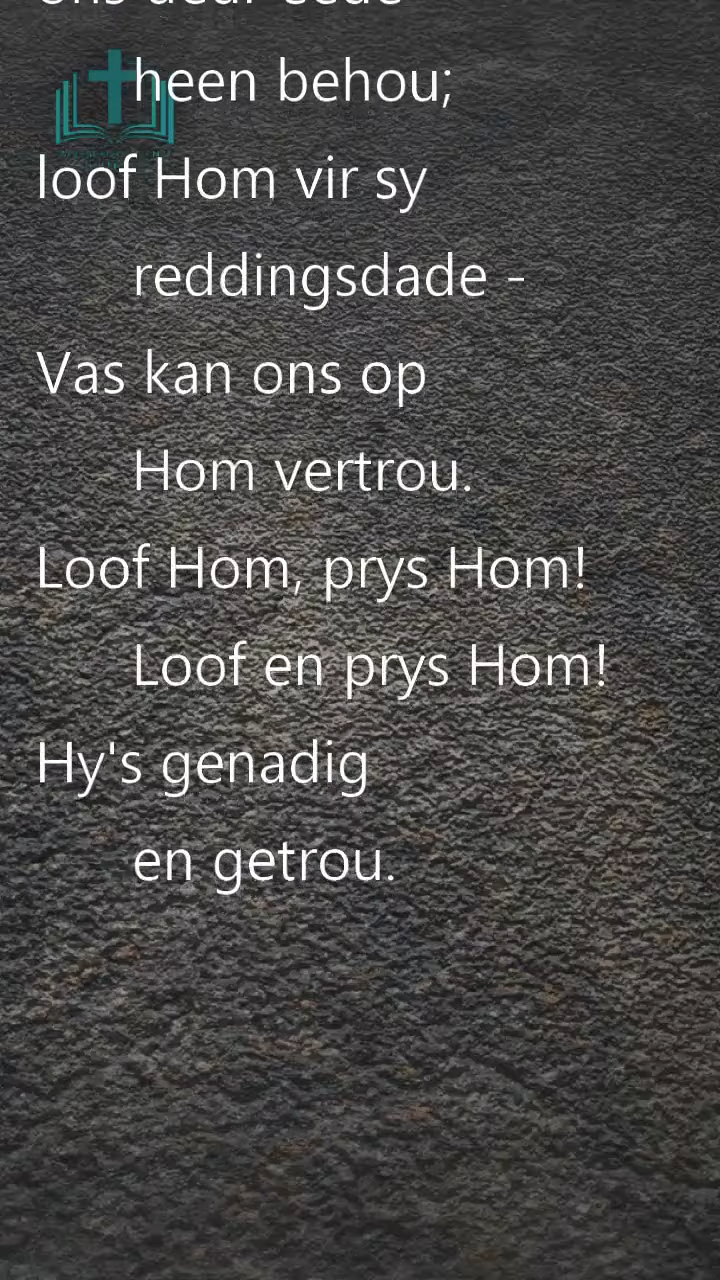 heen behou;
loof Hom vir sy
reddingsdade -
Vas kan ons op
Hom vertrou.
Loof Hom, prys Hom!
Loof en prys Hom!
Hy's genadig
en getrou.